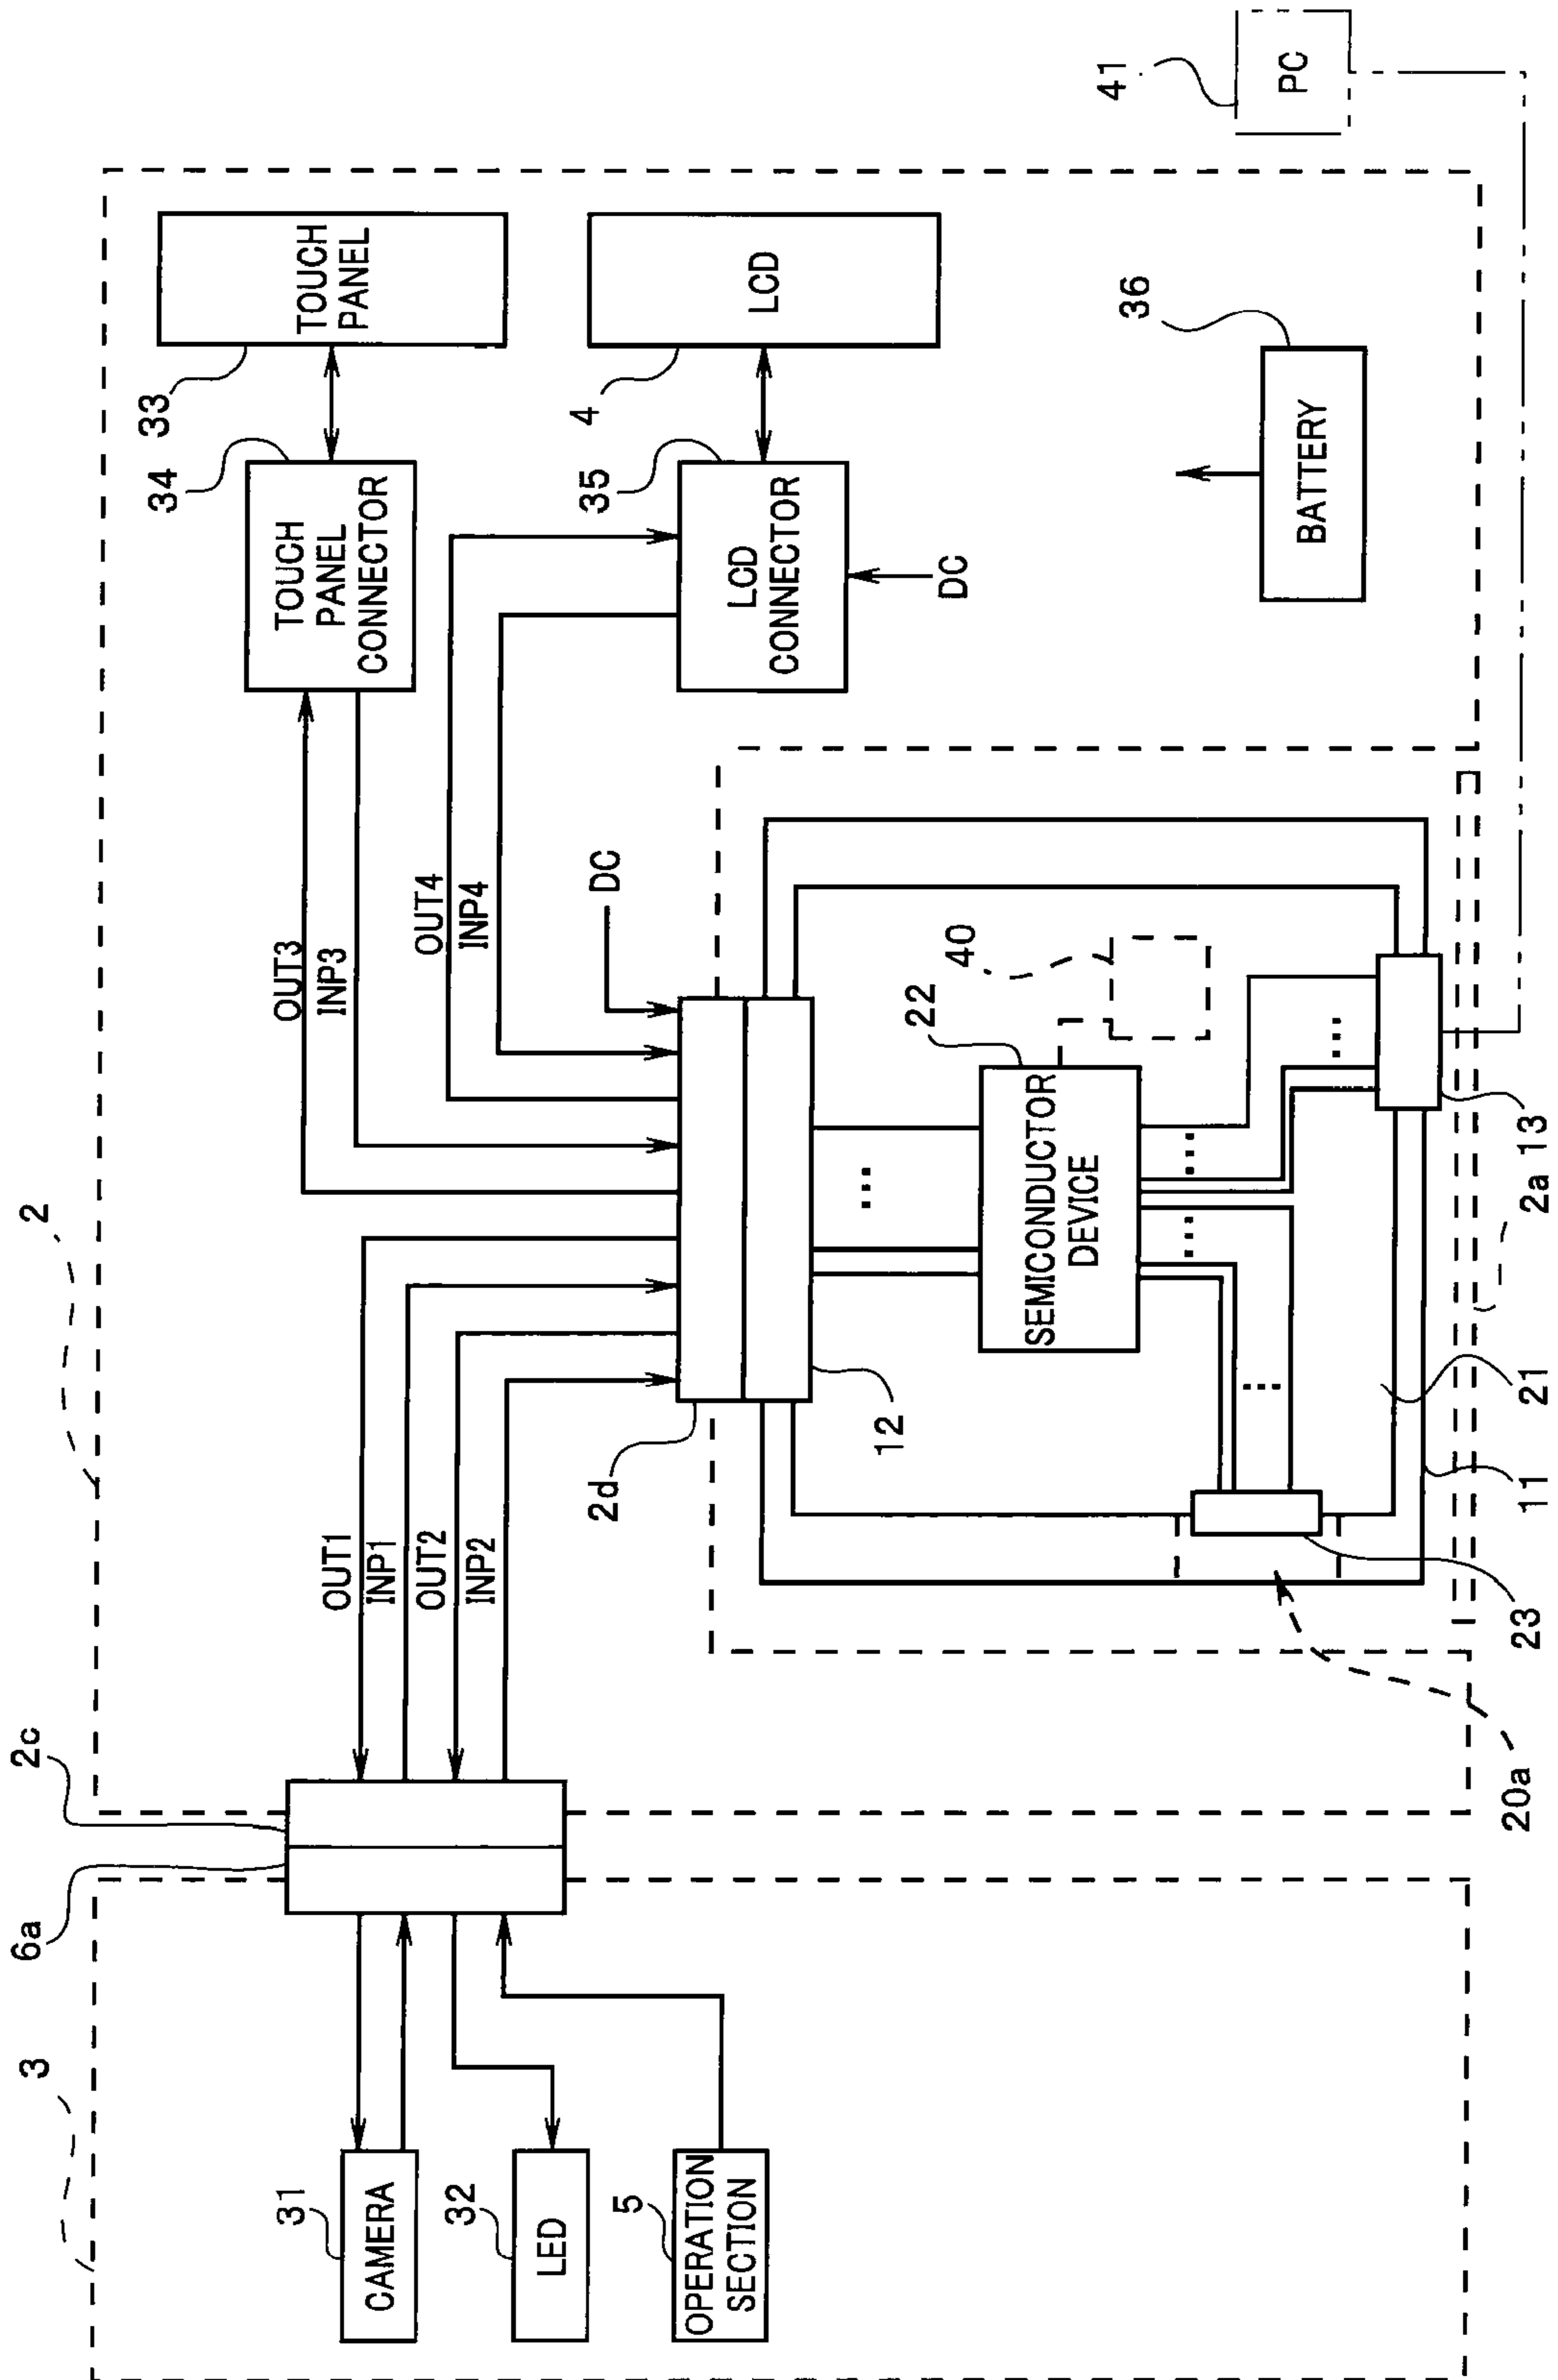 3
6a
2c
2
31
CAMERA
32
LED
5
OPERATION
SECTION
OUT1
INP1
OUT2
INP2
OUT3
INP3
OUT4
INP4
DC
2d
12
34
TOUCH
PANEL
CONNECTOR
33
TOUCH
PANEL
35
LCD
CONNECTOR
DC
4
LCD
36
BATTERY
41
PC
22
SEMICONDUCTOR
DEVICE
40
20a
23
11
21
2a
13